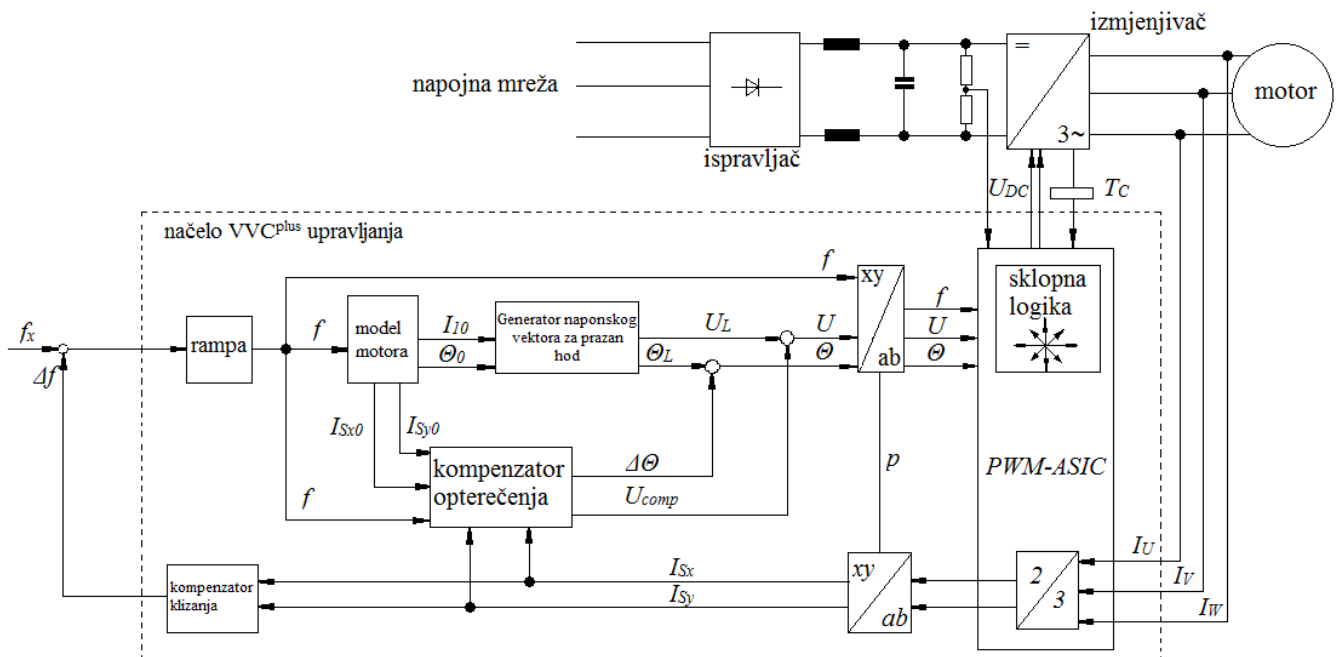 izmjenjivač
=
napojna mreža
motor
3~
ispravljač
U_DC
T_C
načelo VVC^plus upravljanja
f
xy
sklopna
logika
f_x
rampa
f
model
motora
I_10
Θ_0
Generator naponskog
vektora za prazan
hod
U_L
Θ_L
U
Θ
ab
f
U
Θ
Δf
I_Sx0
I_Sy0
kompenzator
opterečenja
ΔΘ
U_comp
f
p
PWM-ASIC
kompenzator
klizanja
I_Sx
I_Sy
xy
ab
2
3
I_U
I_V
I_W